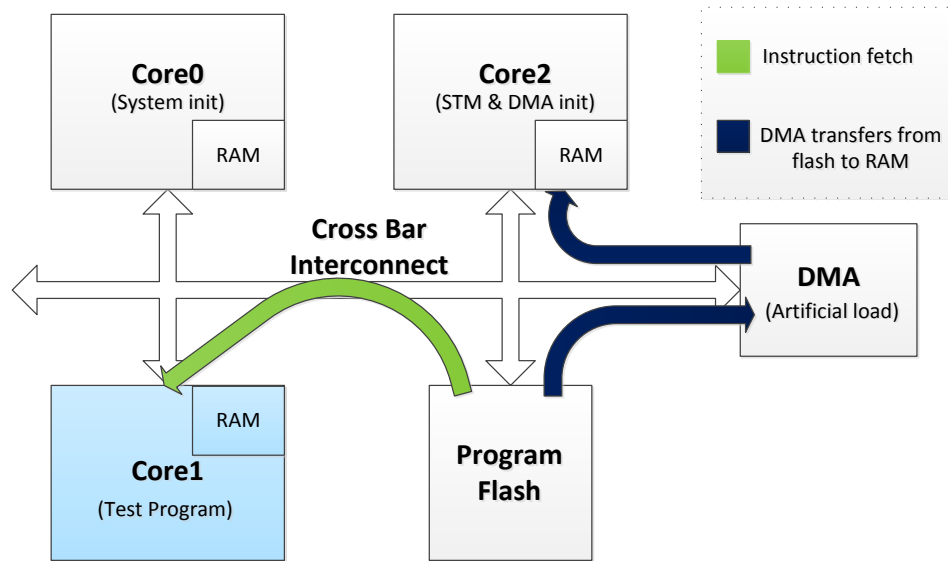 Core0
(System init)
RAM
Core2
(STM & DMA init)
RAM
Instruction fetch
DMA transfers from
flash to RAM
Cross Bar
Interconnect
DMA
(Artificial load)
RAM
Core1
(Test Program)
Program
Flash